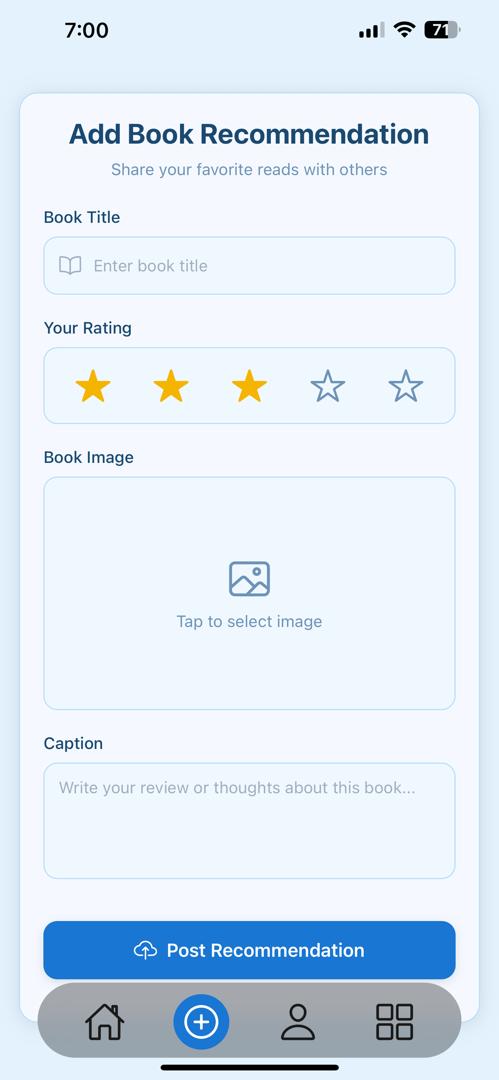 7:00
71
Add Book Recommendation
Share your favorite reads with others
Book Title
Enter book title
Your Rating
Book Image
Tap to select image
Caption
Write your review or thoughts about this book...
Post Recommendation